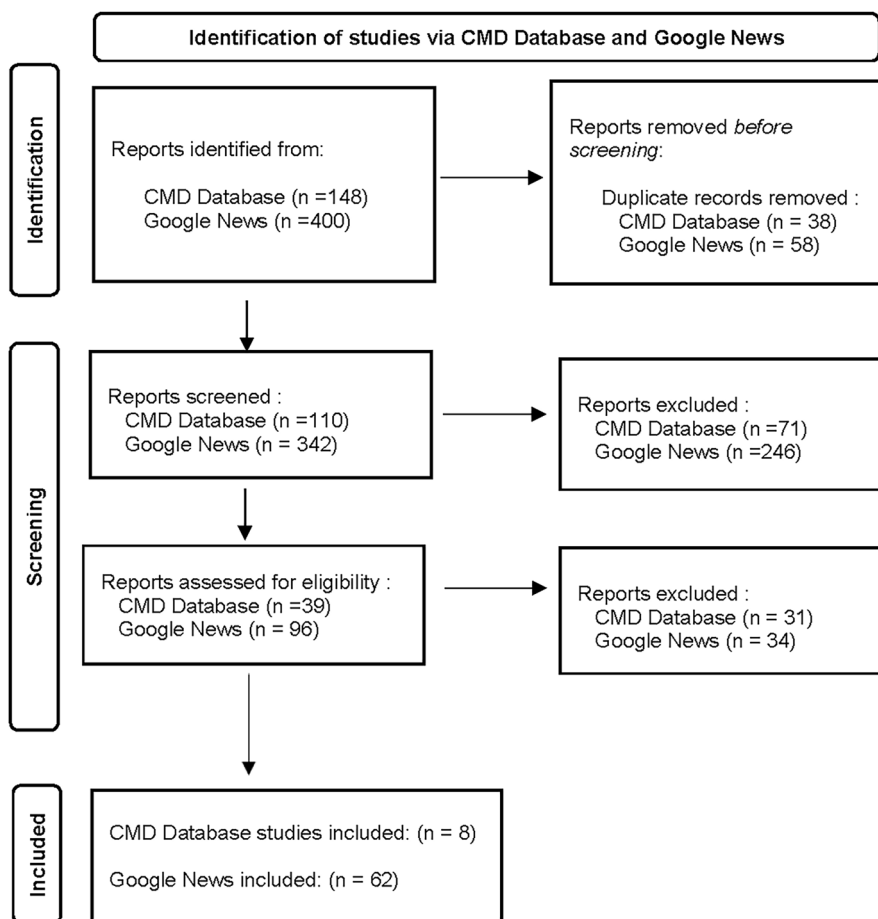 Identification of studies via CMD Database and Google News
Identification
Reports identified from:
CMD Database (n =148)
Google News (n =400)
Reports removed before
screening:
Duplicate records removed :
CMD Database (n = 38)
Google News (n = 58)
Screening
Reports screened :
CMD Database (n =110)
Google News (n = 342)
Reports excluded :
CMD Database (n =71)
Google News (n =246)
Reports assessed for eligibility :
CMD Database (n =39)
Google News (n = 96)
Reports excluded :
CMD Database (n = 31)
Google News (n = 34)
Included
CMD Database studies included: (n = 8)
Google News included: (n = 62)